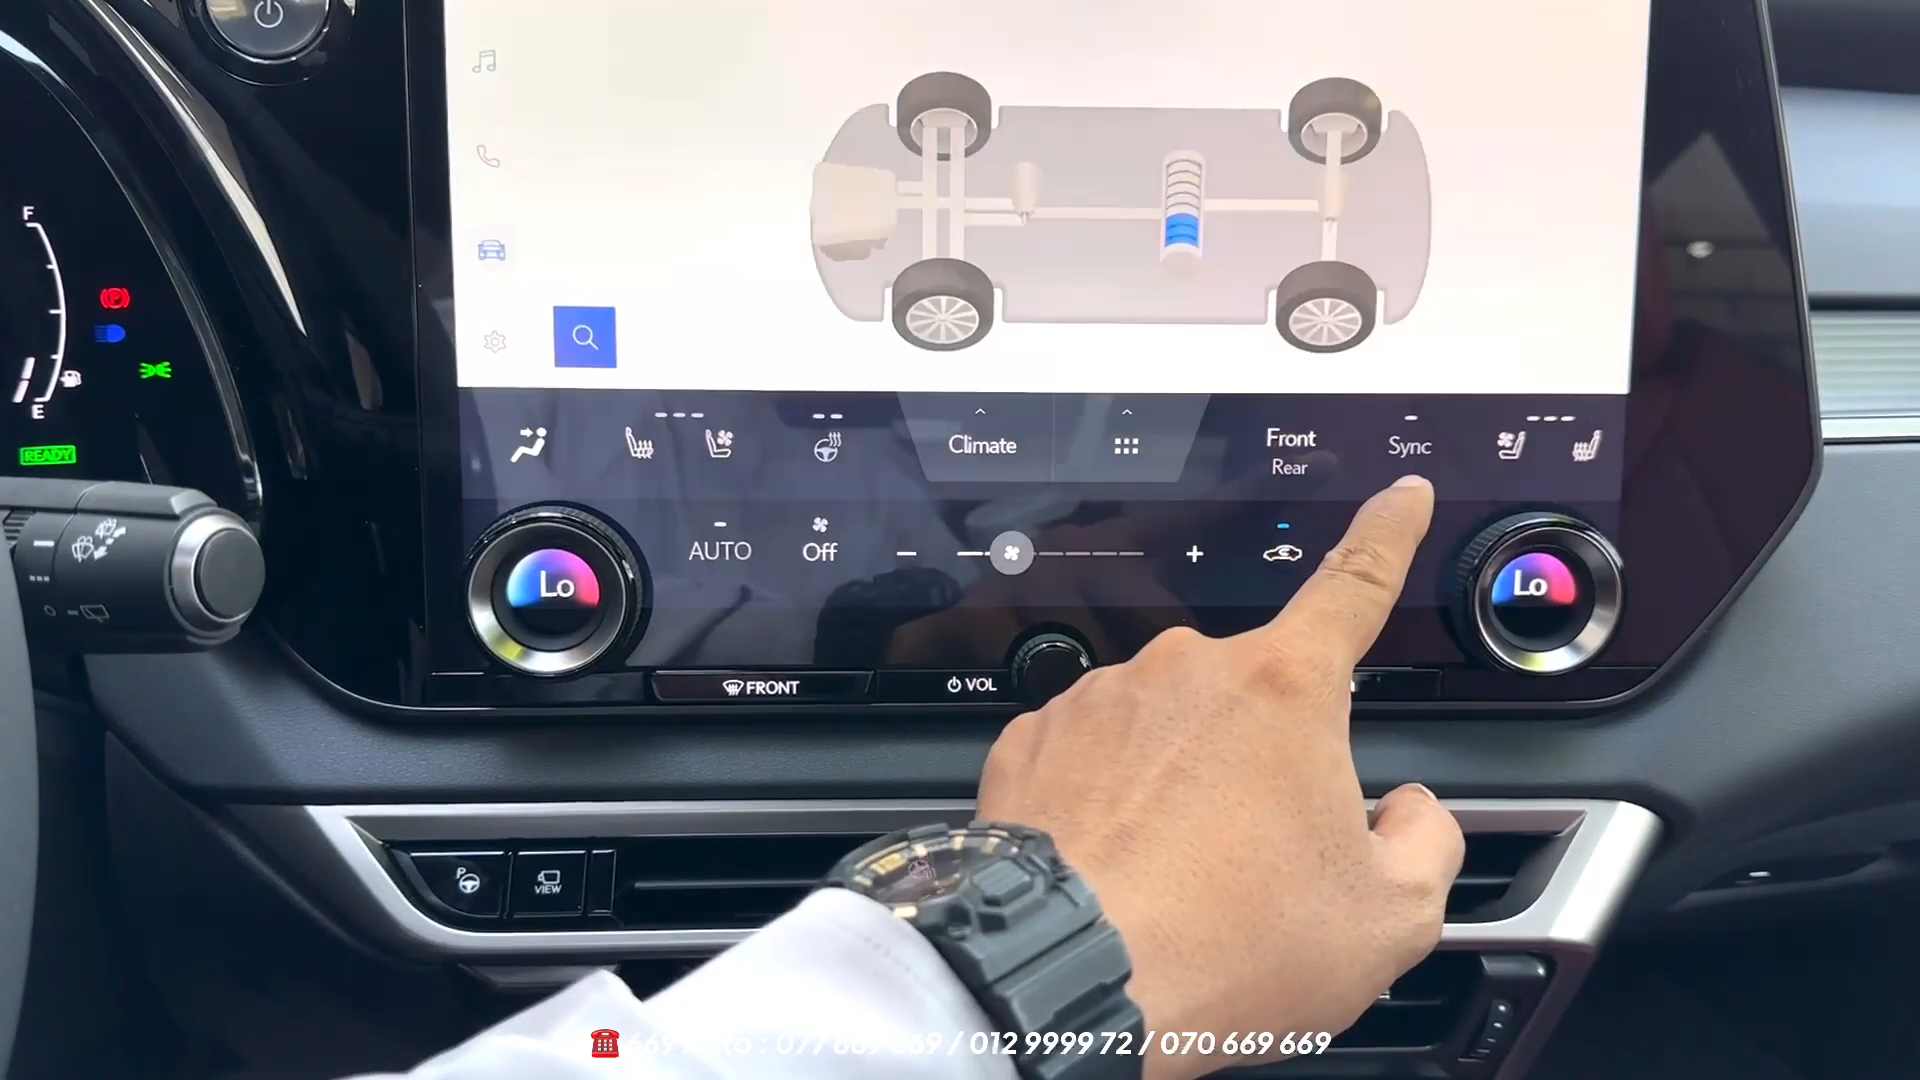 F
E
READY
Climate
Front
Rear
Sync
AUTO
Off
Lo
Lo
FRONT
VOL
P
VIEW
012 9999 72 / 070 669 669